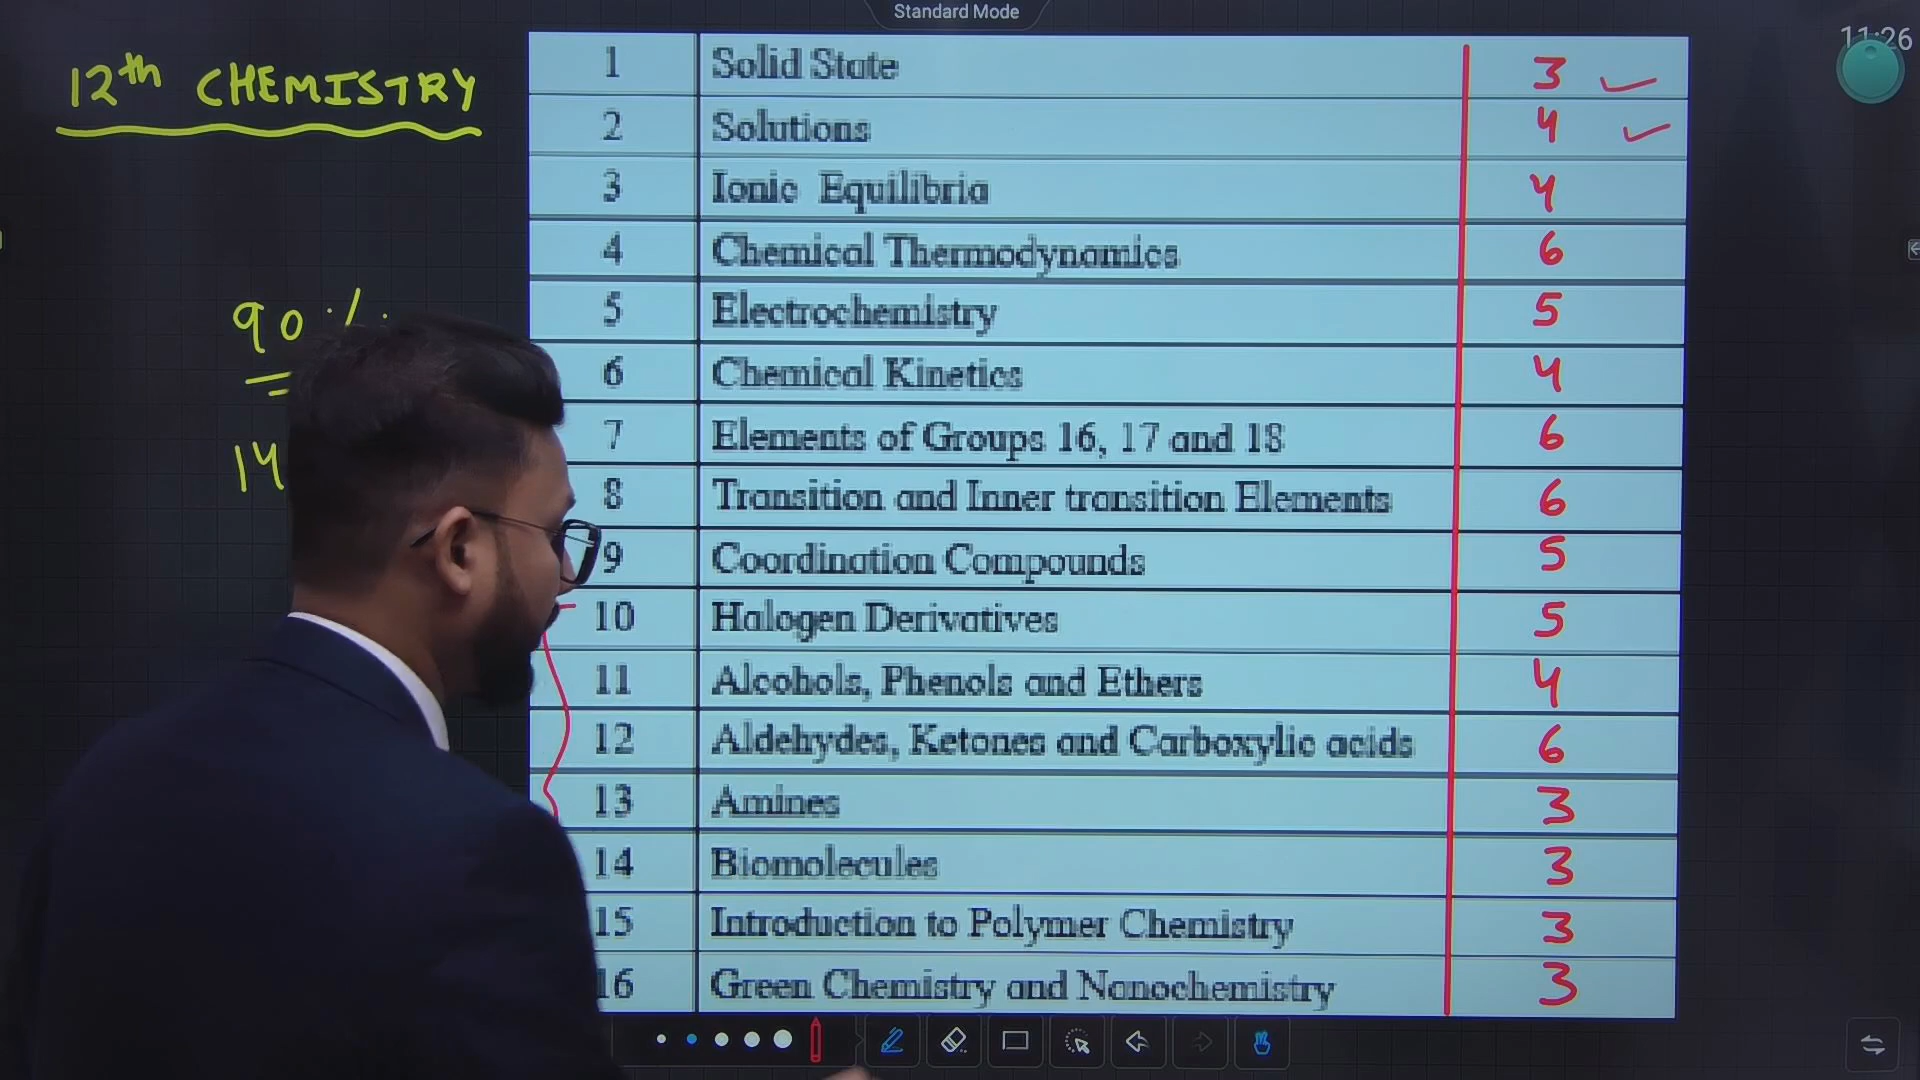 Standard Mode
11:26
12th CHEMISTRY
90%
14
1 Solid State 3
2 Solutions 4
3 Ionic Equilibria 4
4 Chemical Thermodynamics 6
5 Electrochemistry 5
6 Chemical Kinetics 4
7 Elements of Groups 16, 17 and 18 6
8 Transition and Inner transition Elements 6
9 Coordination Compounds 5
10 Halogen Derivatives 5
11 Alcohols, Phenols and Ethers 4
12 Aldehydes, Ketones and Carboxylic acids 6
13 Amines 3
14 Biomolecules 3
15 Introduction to Polymer Chemistry 3
16 Green Chemistry and Nanochemistry 3